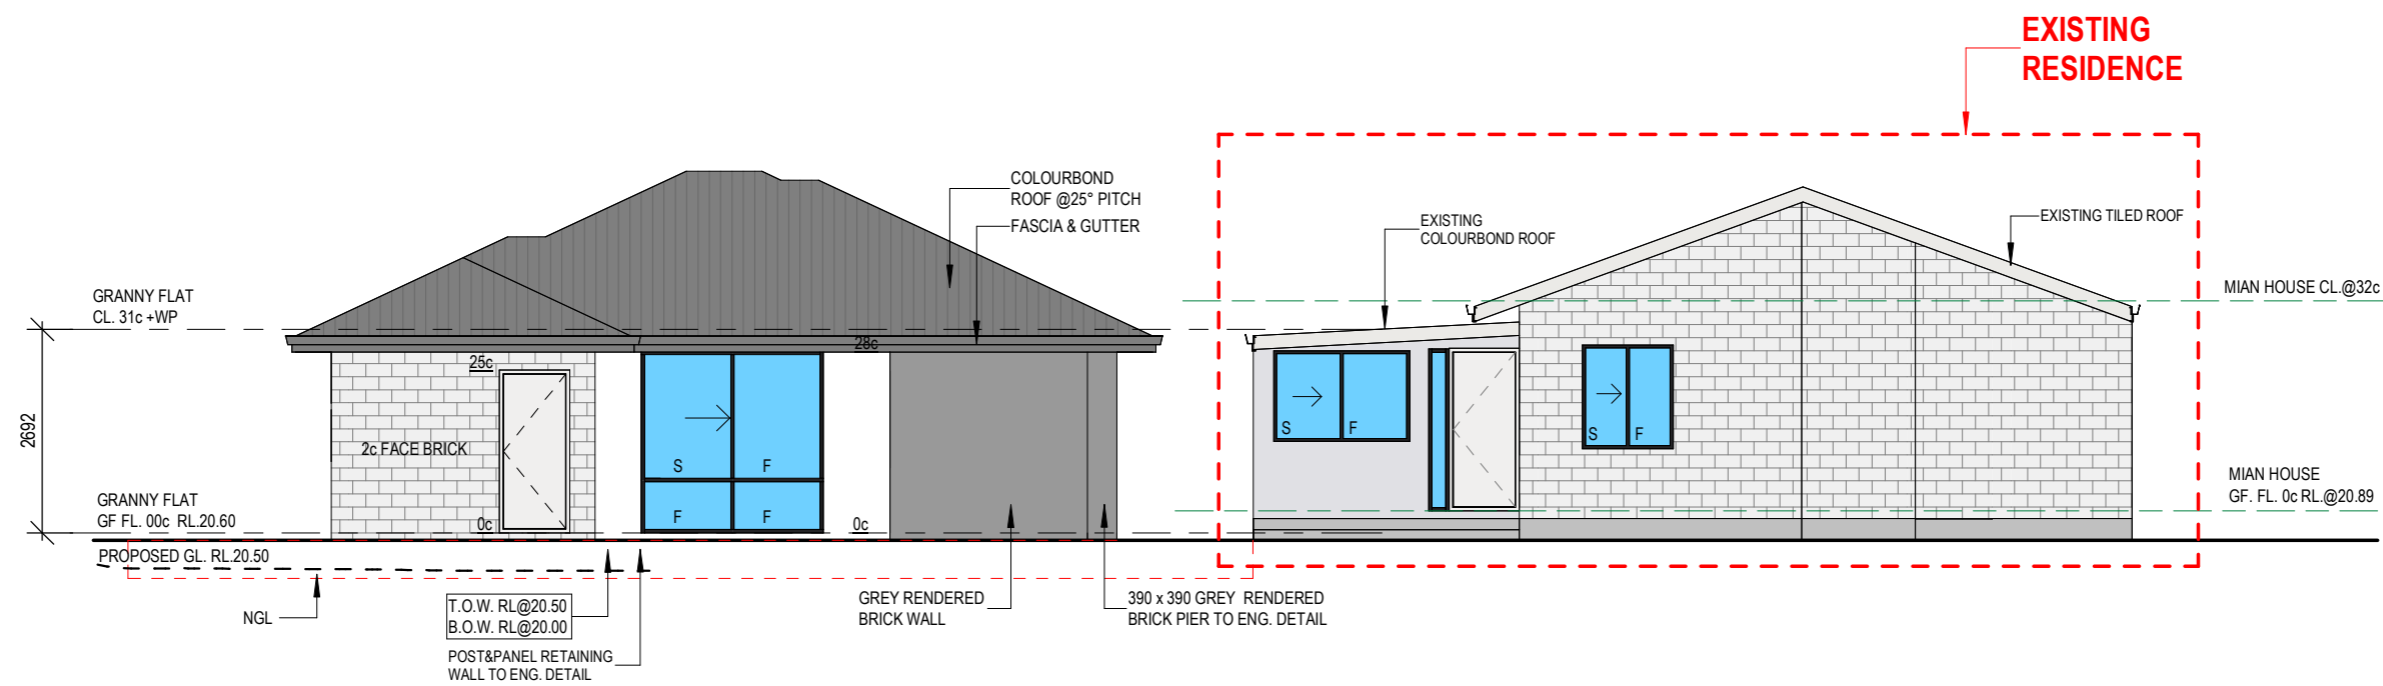 EXISTING
RESIDENCE
COLOURBOND
ROOF @25° PITCH
FASCIA & GUTTER
EXISTING
COLOURBOND ROOF
EXISTING TILED ROOF
GRANNY FLAT
CL. 31c +WP
MIAN HOUSE CL.@32c
28c
25c
2692
2c FACE BRICK
S F
F F
S F
S F
GRANNY FLAT
GF FL. 00c RL.20.60
0c
0c
MIAN HOUSE
GF. FL. 0c RL.@20.89
PROPOSED GL. RL.20.50
NGL
T.O.W. RL@20.50
B.O.W. RL@20.00
POST&PANEL RETAINING
WALL TO ENG. DETAIL
GREY RENDERED
BRICK WALL
390 x 390 GREY RENDERED
BRICK PIER TO ENG. DETAIL